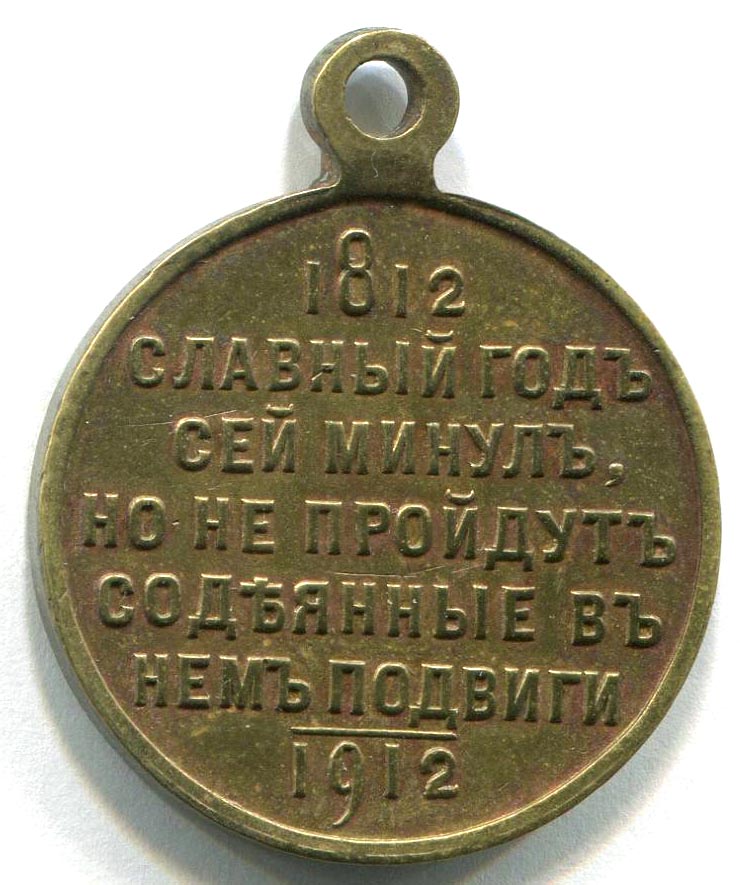 1812
СЛАВНЫЙ ГОДЪ
СЕЙ МИНУЛЪ,
НО НЕ ПРОЙДУТЪ
СОДѢЯННЫЕ ВЪ
НЕМЪ ПОДВИГИ
1912